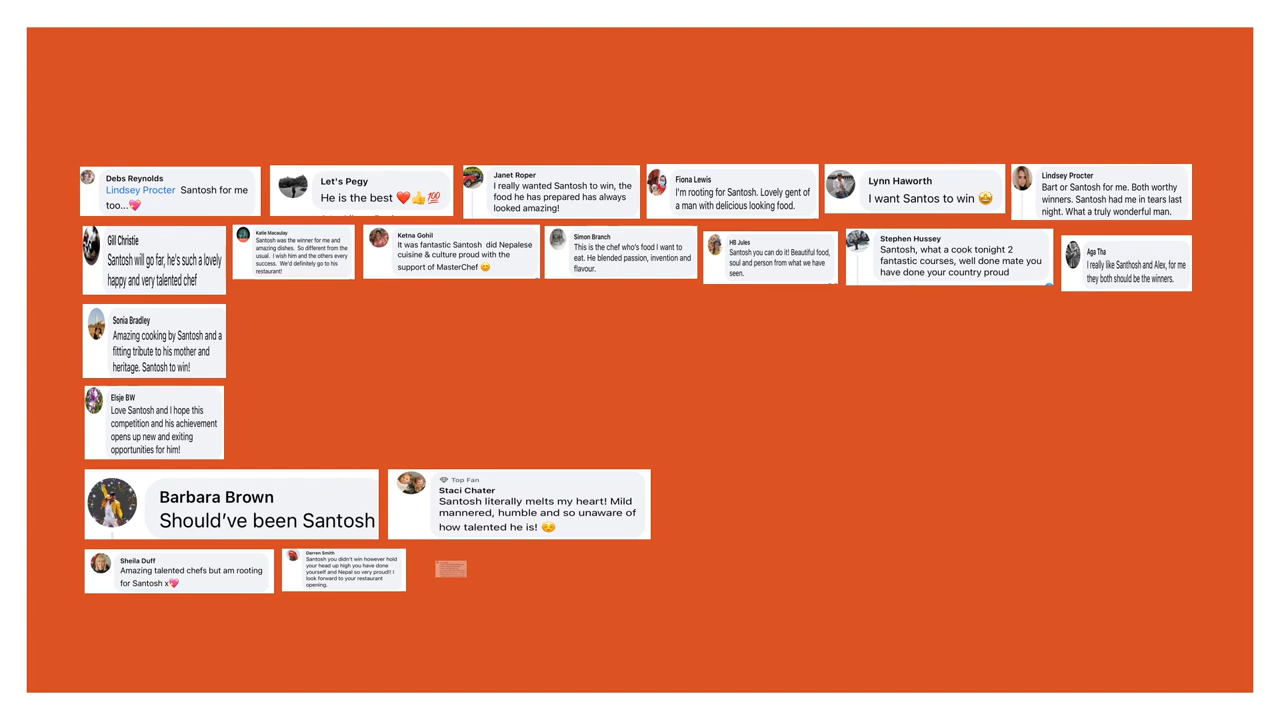 Debs Reynolds
Lindsey Procter Santosh for me
too...💖
Let's Pegy
He is the best ❤️👍💯
Janet Roper
I really wanted Santosh to win, the
food he has prepared has always
looked amazing!
Fiona Lewis
I'm rooting for Santosh. Lovely gent of
a man with delicious looking food.
Lynn Haworth
I want Santos to win 🤩
Lindsey Procter
Bart or Santosh for me. Both worthy
winners. Santosh had me in tears last
night. What a truly wonderful man.
Gill Christie
Santosh will go far, he's such a lovely
happy and very talented chef
Katie Macaulay
Santosh was the winner for me and
amazing dishes. So different from the
usual. I wish him and the others every
success. We'd definitely go to his
restaurant!
Ketna Gohil
It was fantastic Santosh did Nepalese
cuisine & culture proud with the
support of MasterChef 😊
Simon Branch
This is the chef who's food I want to
eat. He blended passion, invention and
flavour.
HB Jules
Santosh you can do it! Beautiful food,
soul and person from what we have
seen.
Stephen Hussey
Santosh, what a cook tonight 2
fantastic courses, well done mate you
have done your country proud
Aga Tha
I really like Santhosh and Alex, for me
they both should be the winners.
Sonia Bradley
Amazing cooking by Santosh and a
fitting tribute to his mother and
heritage. Santosh to win!
Elsje BW
Love Santosh and I hope this
competition and his achievement
opens up new and exiting
opportunities for him!
Barbara Brown
Should've been Santosh
Top Fan
Staci Chater
Santosh literally melts my heart! Mild
mannered, humble and so unaware of
how talented he is! ☺️
Sheila Duff
Amazing talented chefs but am rooting
for Santosh x💖
Darren Smith
Santosh you didn't win however hold
your head up high you have done
yourself and Nepal so very proud!! I
look forward to your restaurant
opening.